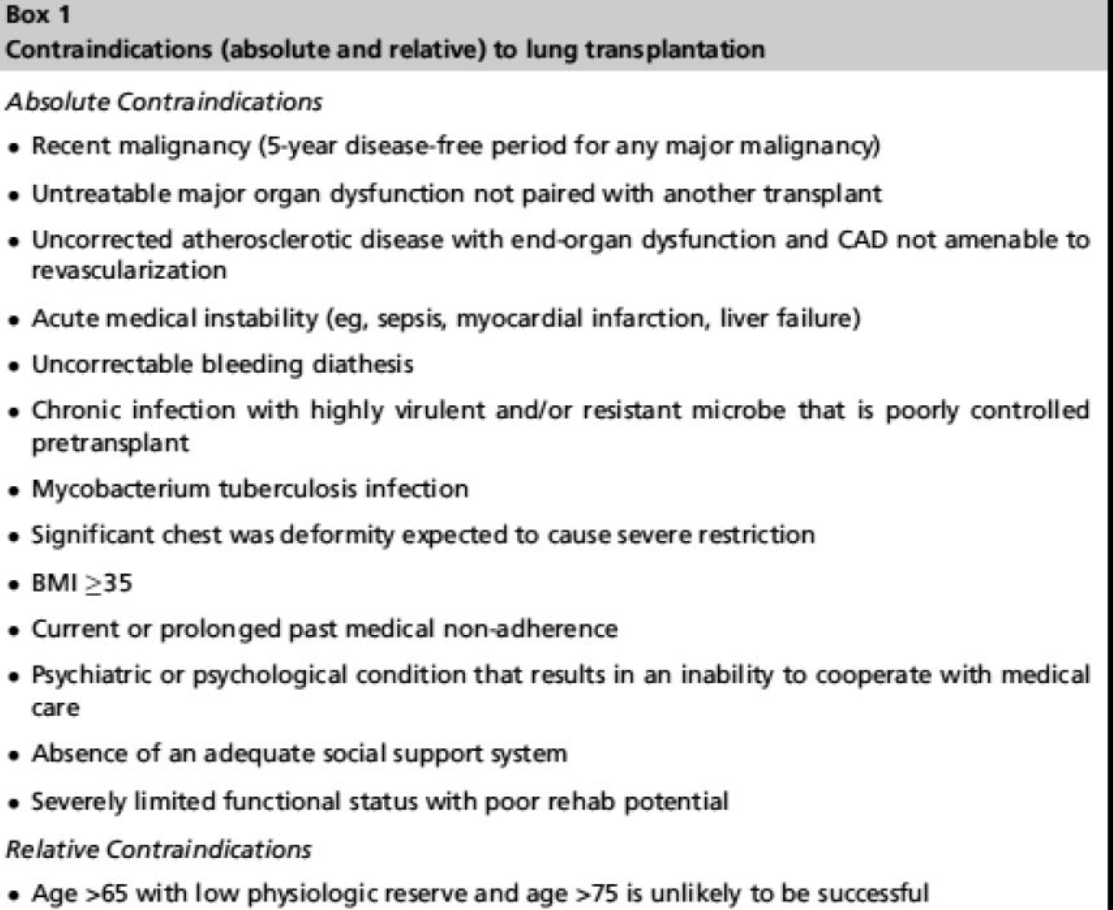 Box 1
Contraindications (absolute and relative) to lung transplantation
Absolute Contraindications
• Recent malignancy (5-year disease-free period for any major malignancy)
• Untreatable major organ dysfunction not paired with another transplant
• Uncorrected atherosclerotic disease with end-organ dysfunction and CAD not amenable to
revascularization
• Acute medical instability (eg, sepsis, myocardial infarction, liver failure)
• Uncorrectable bleeding diathesis
• Chronic infection with highly virulent and/or resistant microbe that is poorly controlled
pretransplant
• Mycobacterium tuberculosis infection
• Significant chest was deformity expected to cause severe restriction
• BMI ≥35
• Current or prolonged past medical non-adherence
• Psychiatric or psychological condition that results in an inability to cooperate with medical
care
• Absence of an adequate social support system
• Severely limited functional status with poor rehab potential
Relative Contraindications
• Age >65 with low physiologic reserve and age >75 is unlikely to be successful